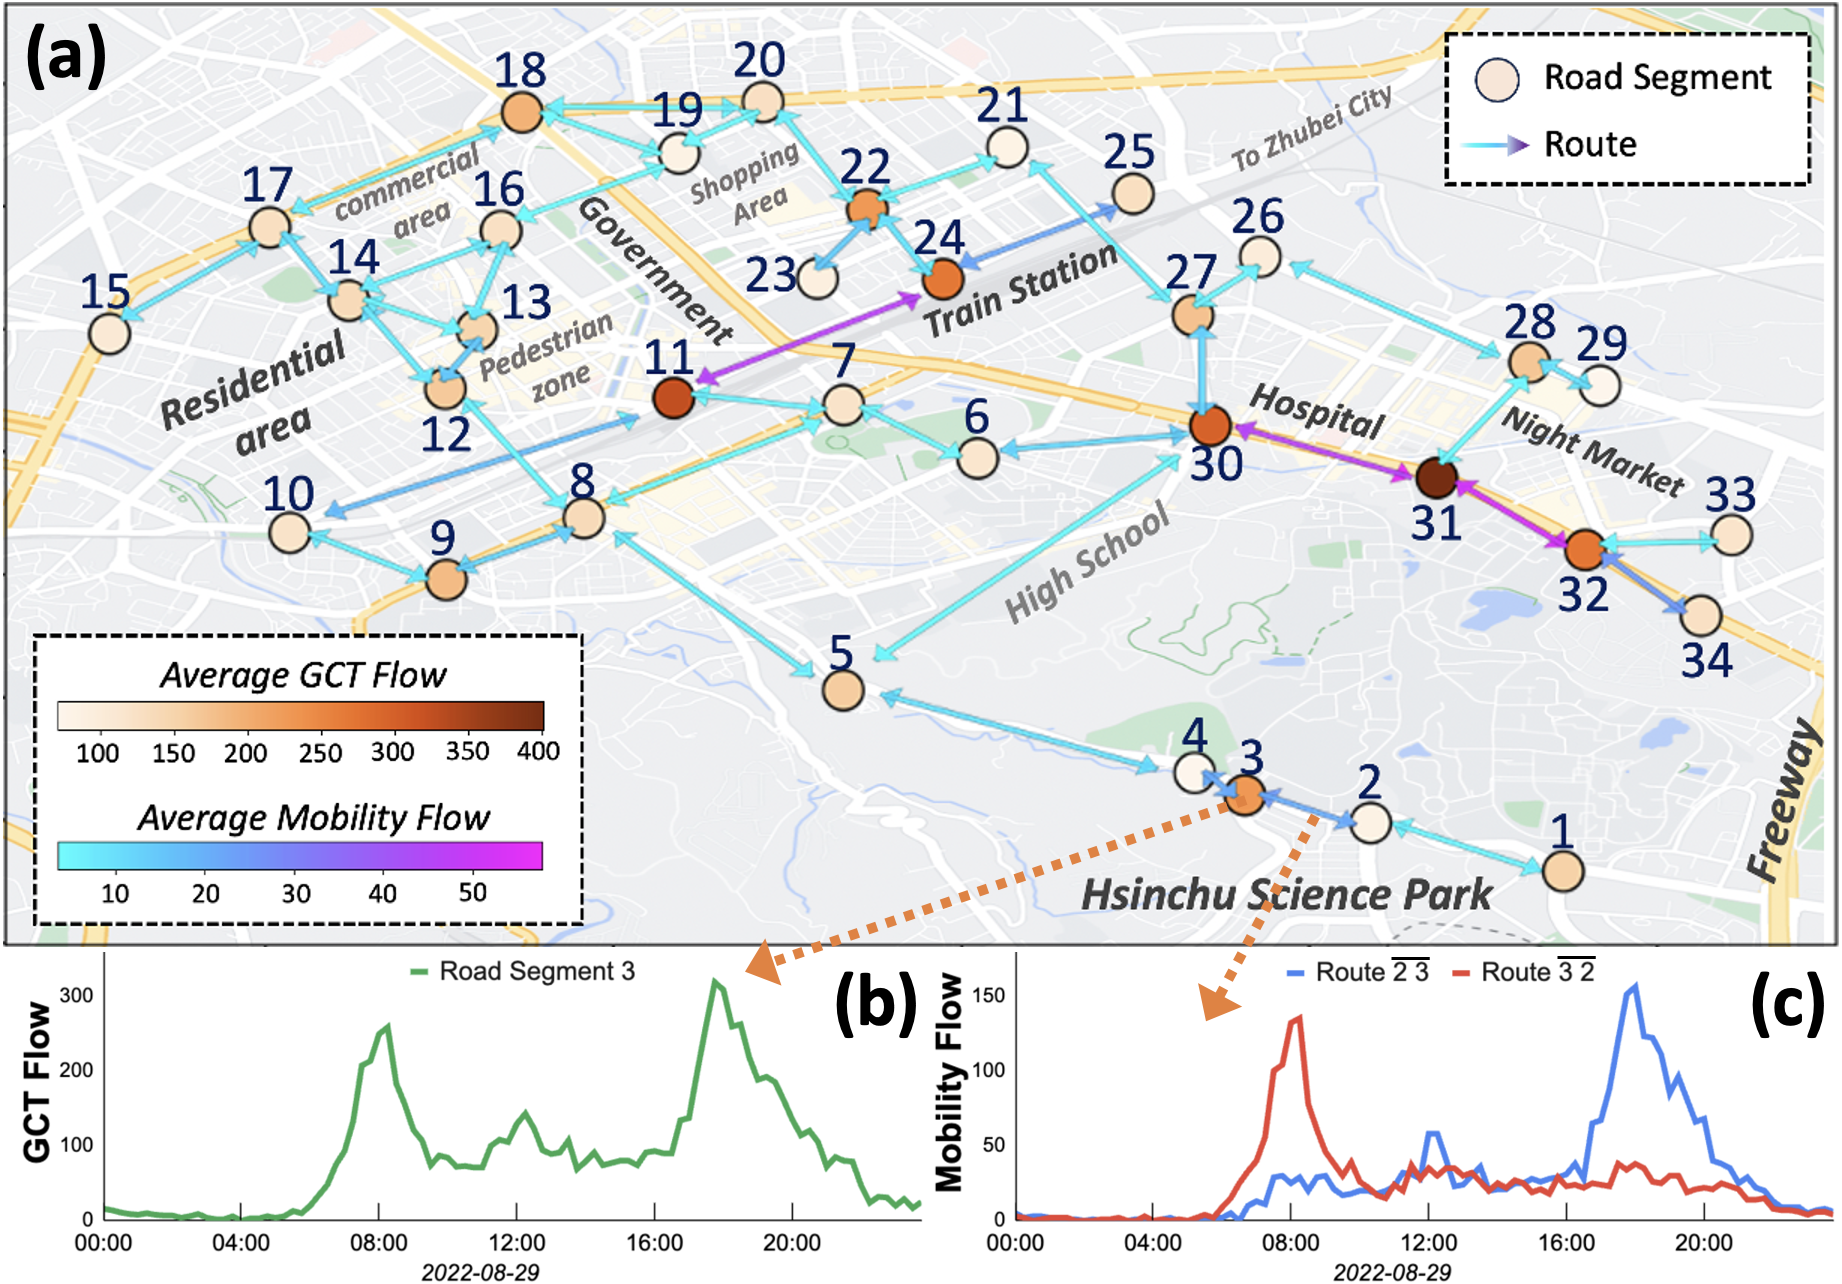 (a)
Road Segment
Route
18
20
19
21
25
To Zhubei City
commercial
area
Shopping
Area
17
16
22
26
14
Government
24
23
Train Station
27
15
13
Pedestrian
zone
28
29
Residential
area
11
7
Hospital
Night Market
12
6
30
10
8
31
33
9
High School
32
5
34
Average GCT Flow
100 150 200 250 300 350 400
Average Mobility Flow
10 20 30 40 50
4
3
2
1
Hsinchu Science Park
Freeway
Road Segment 3
(b)
GCT Flow
300
200
100
0
00:00 04:00 08:00 12:00 16:00 20:00
2022-08-29
Route 2 3
Route 3 2
(c)
Mobility Flow
150
100
50
0
00:00 04:00 08:00 12:00 16:00 20:00
2022-08-29